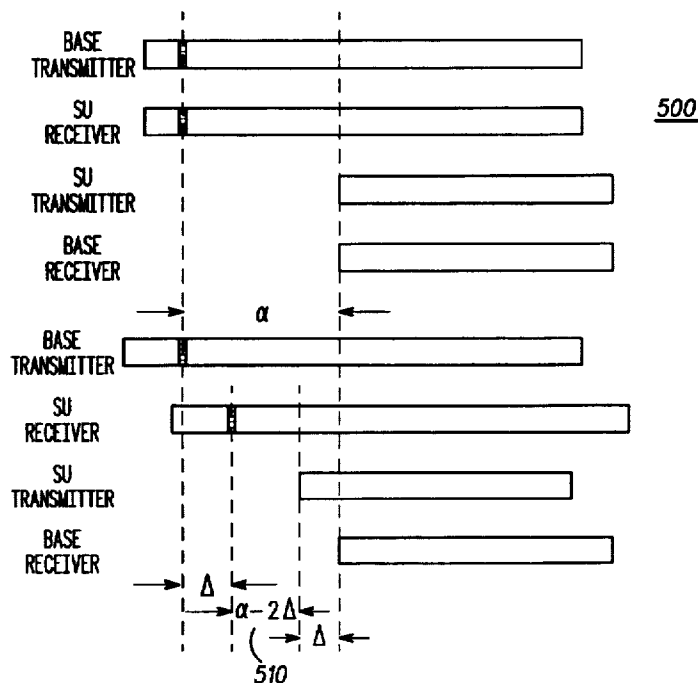 BASE
TRANSMITTER
500
SU
RECEIVER
SU
TRANSMITTER
BASE
RECEIVER
α
BASE
TRANSMITTER
SU
RECEIVER
SU
TRANSMITTER
BASE
RECEIVER
Δ
α-2Δ
Δ
510